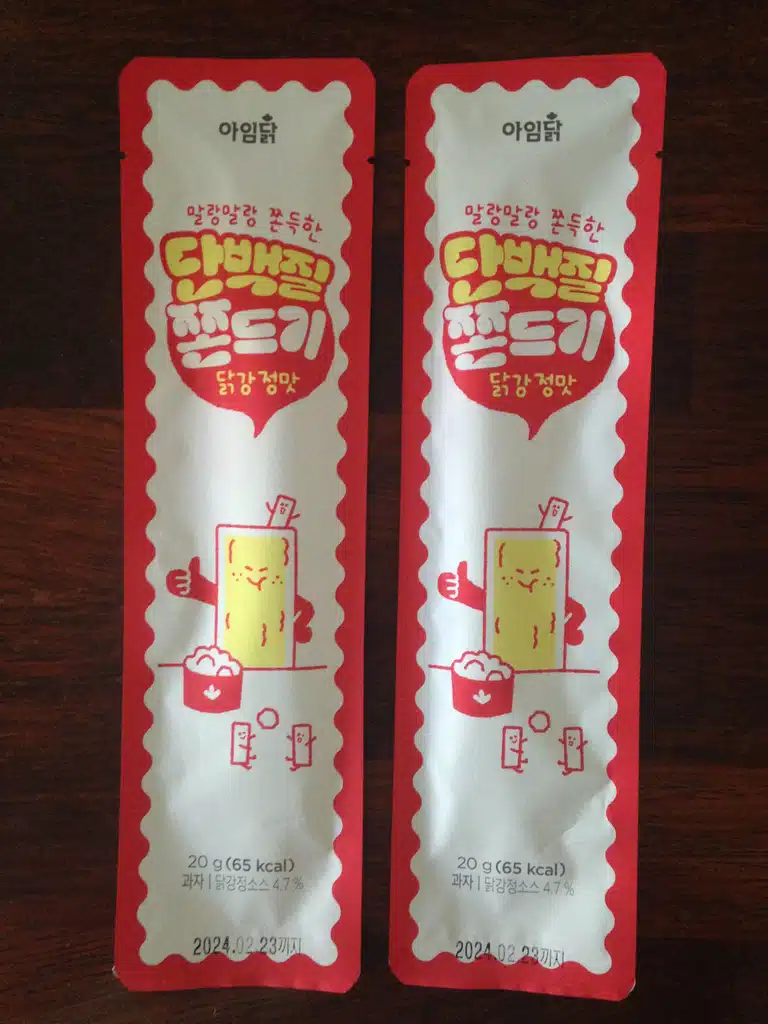 아임닭
말랑말랑 쫀득한
단백질
쫀드기
닭강정맛
20 g (65 kcal)
과자 | 닭강정소스 4.7 %
2024.02.23까지
아임닭
말랑말랑 쫀득한
단백질
쫀드기
닭강정맛
20 g (65 kcal)
과자 | 닭강정소스 4.7 %
2024.02.23까지